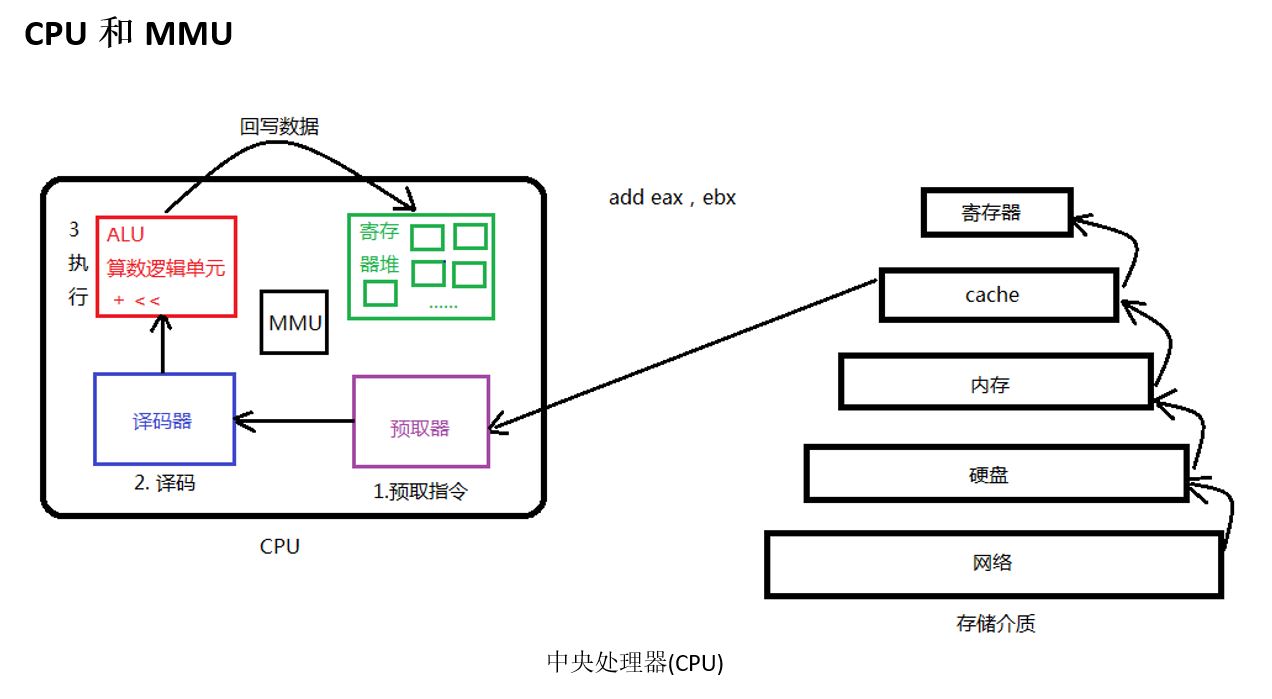 CPU 和 MMU
回写数据
3
执
行
ALU
算数逻辑单元
+ <<
寄存
器堆
......
MMU
译码器
2. 译码
预取器
1.预取指令
CPU
add eax , ebx
寄存器
cache
内存
硬盘
网络
存储介质
中央处理器(CPU)